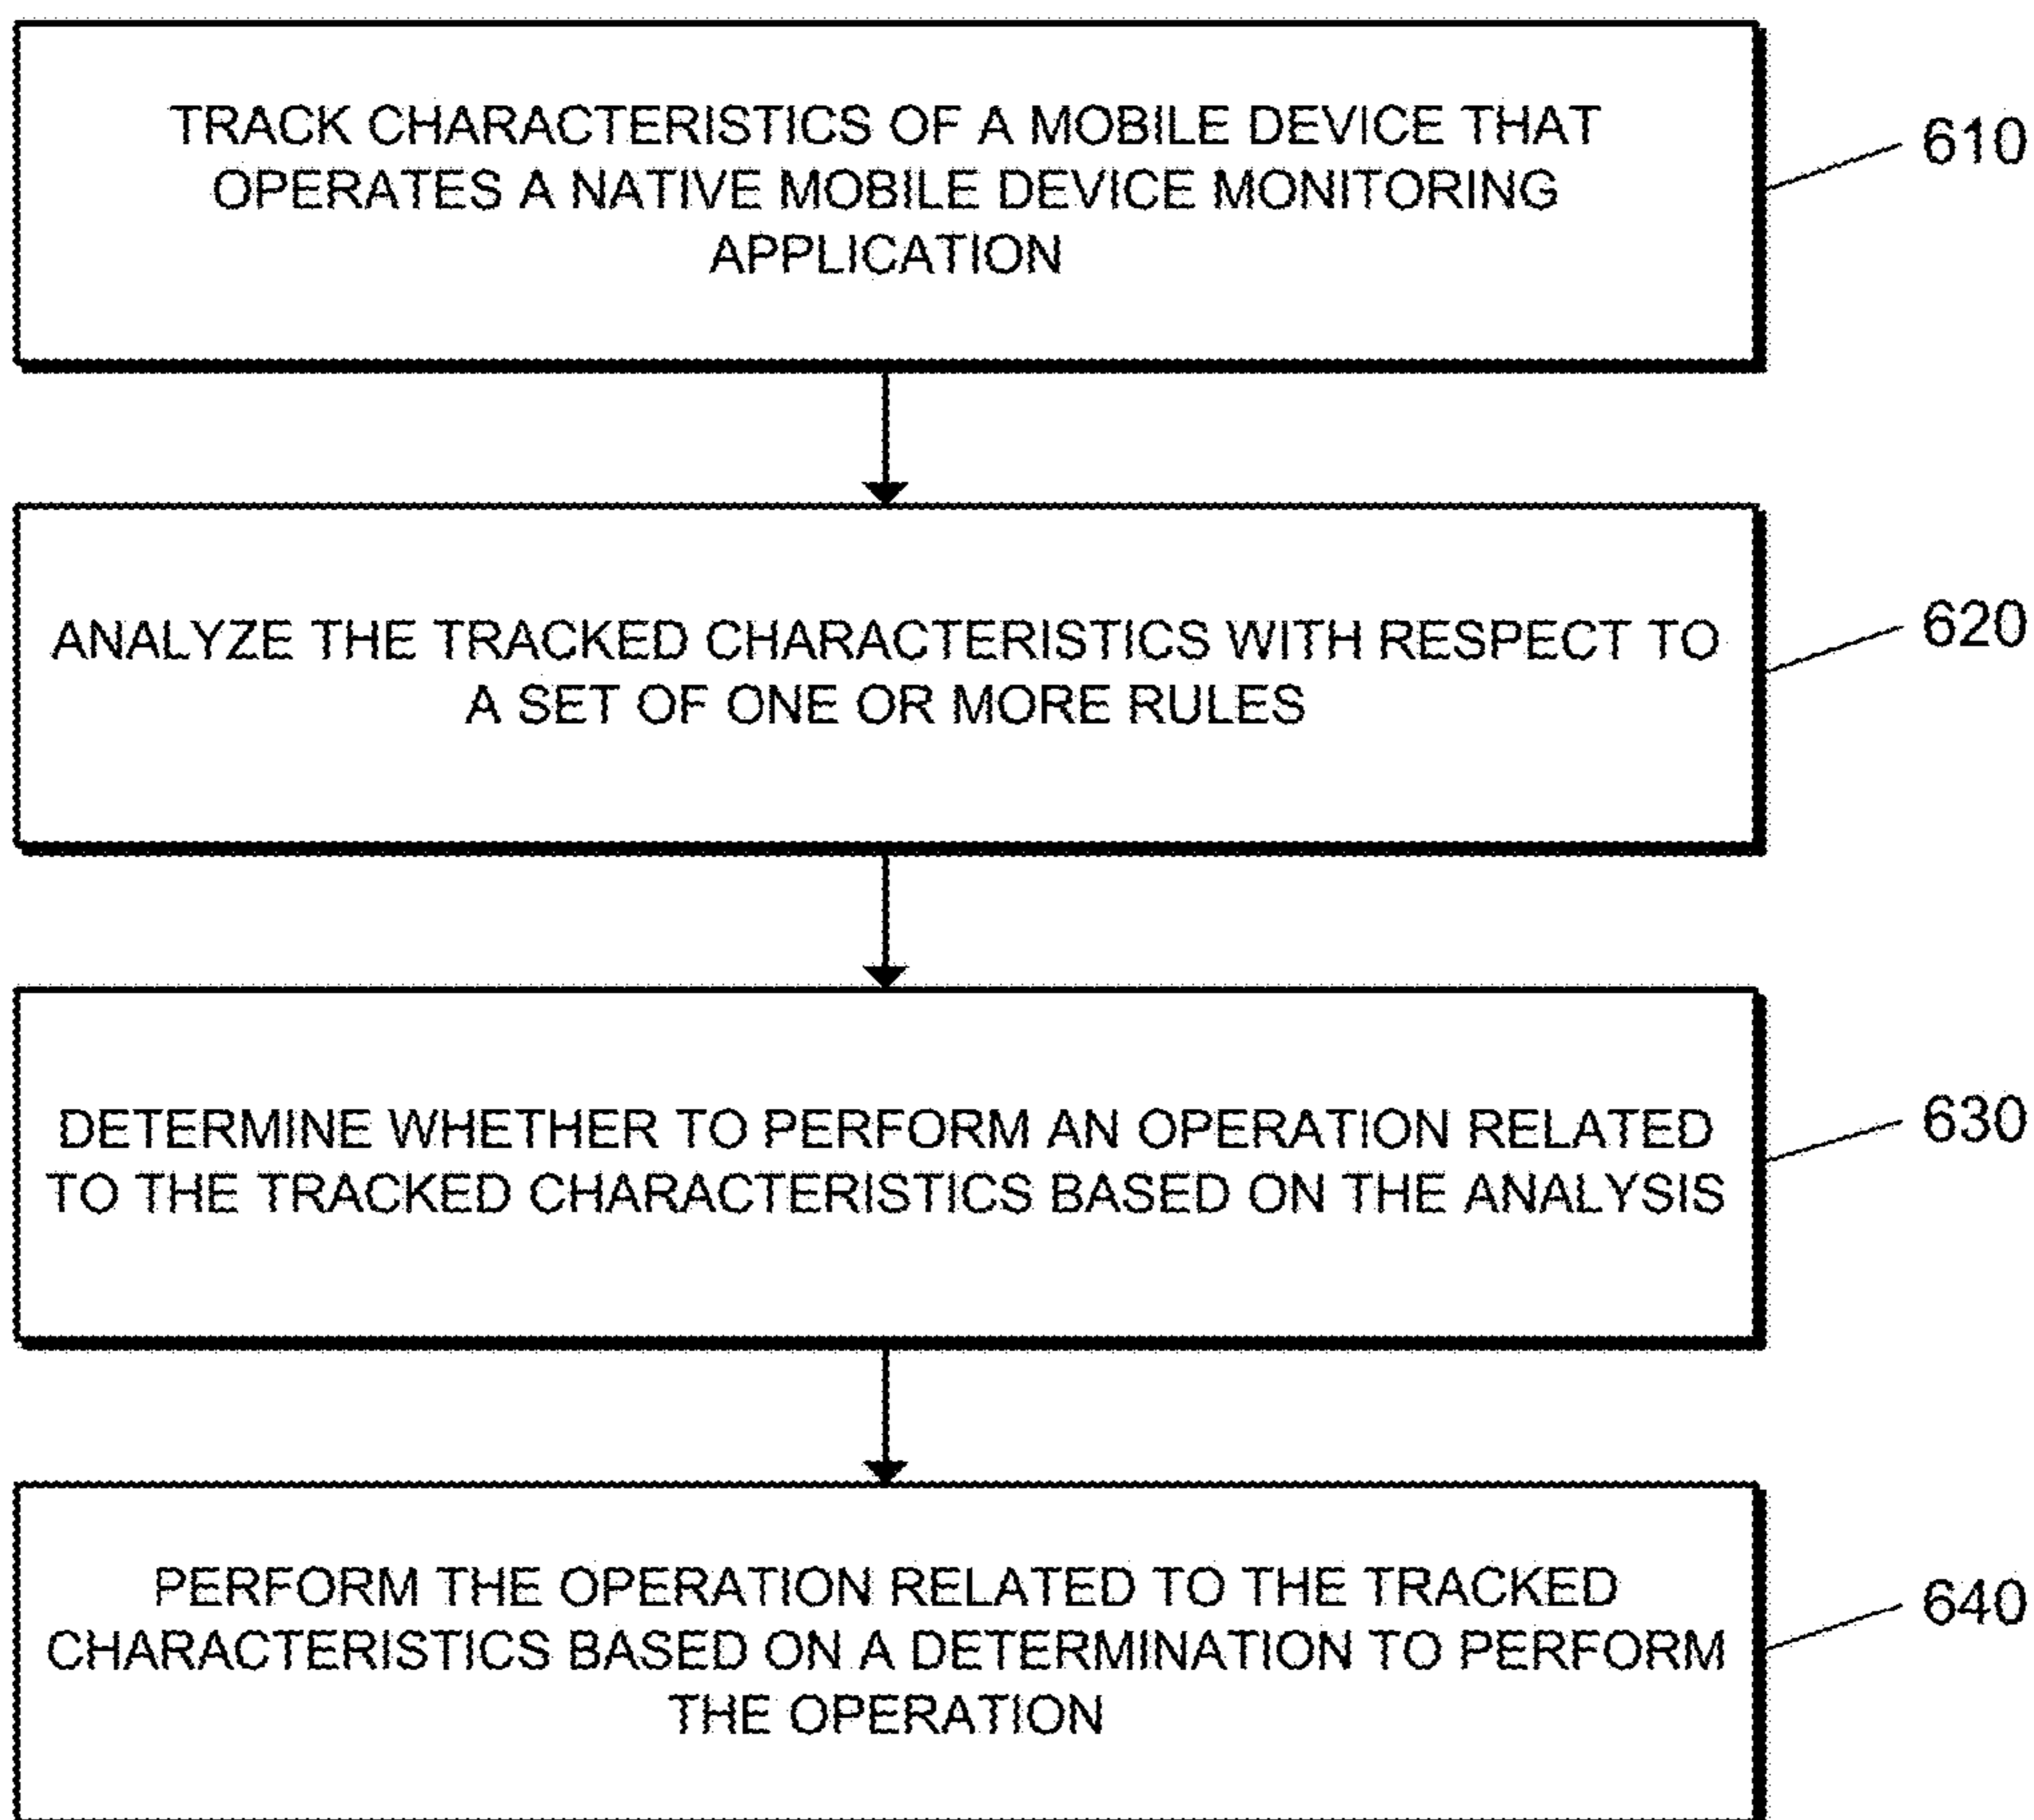 TRACK CHARACTERISTICS OF A MOBILE DEVICE THAT
OPERATES A NATIVE MOBILE DEVICE MONITORING
APPLICATION
610
ANALYZE THE TRACKED CHARACTERISTICS WITH RESPECT TO
A SET OF ONE OR MORE RULES
620
DETERMINE WHETHER TO PERFORM AN OPERATION RELATED
TO THE TRACKED CHARACTERISTICS BASED ON THE ANALYSIS
630
PERFORM THE OPERATION RELATED TO THE TRACKED
CHARACTERISTICS BASED ON A DETERMINATION TO PERFORM
THE OPERATION
640